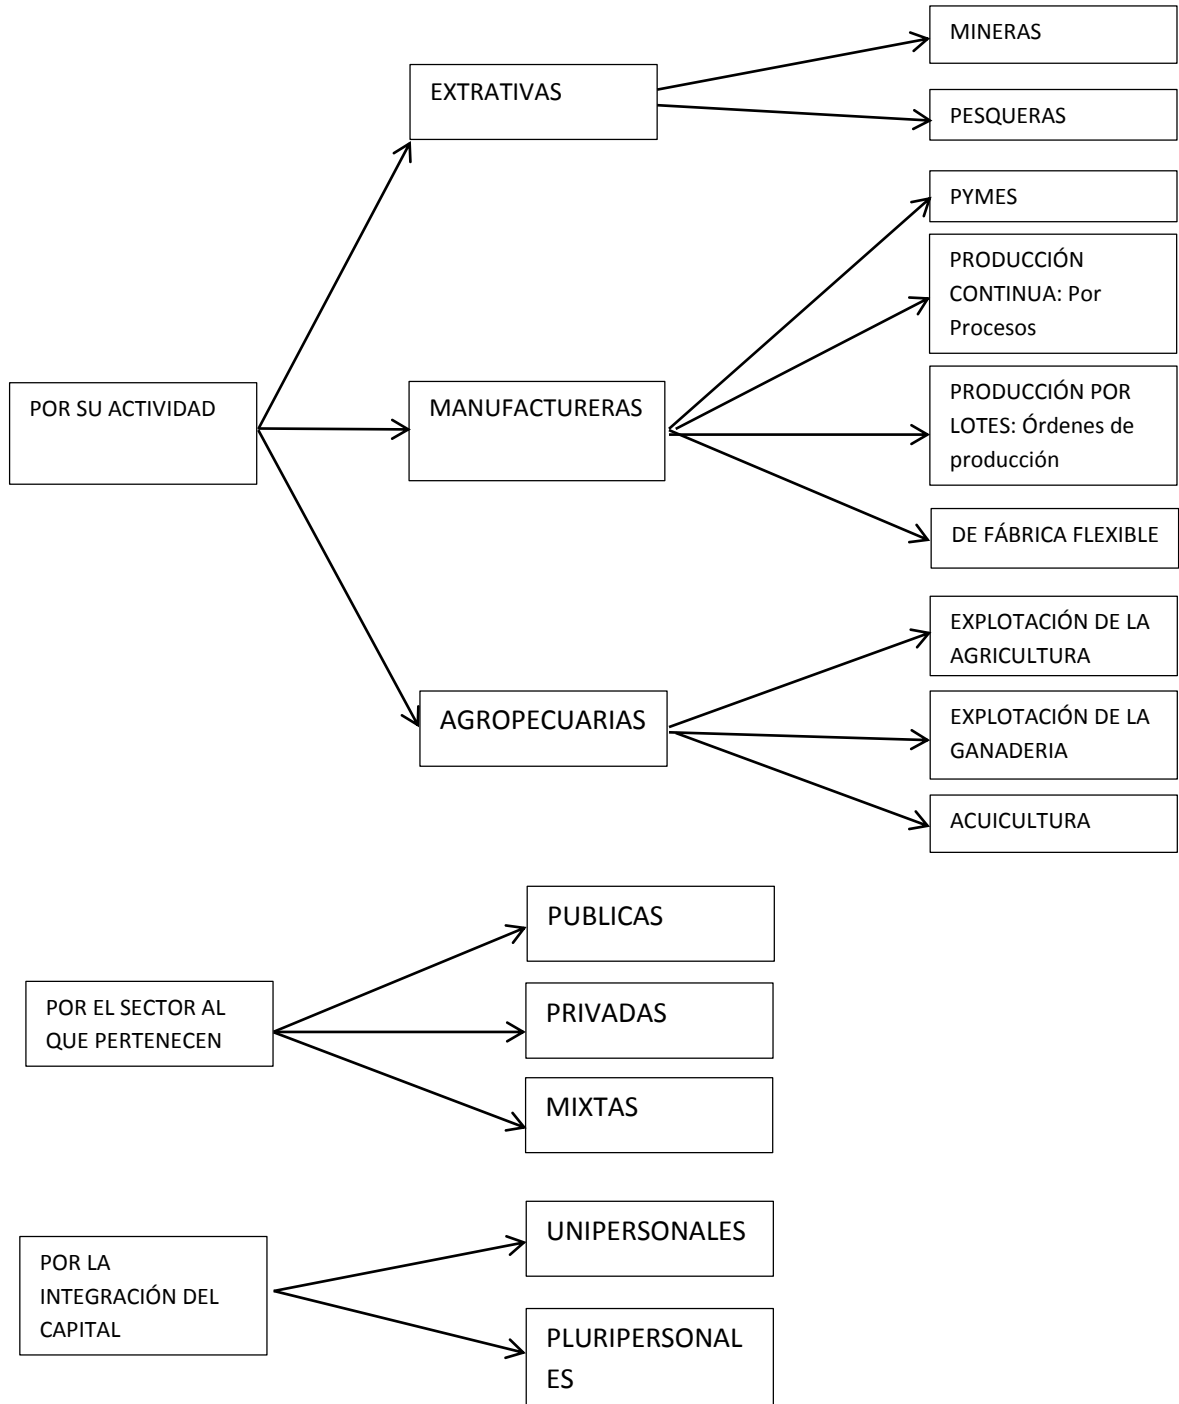 MINERAS
EXTRATIVAS
PESQUERAS
PYMES
PRODUCCIÓN
CONTINUA: Por
Procesos
POR SU ACTIVIDAD
MANUFACTURERAS
PRODUCCIÓN POR
LOTES: Órdenes de
producción
DE FÁBRICA FLEXIBLE
EXPLOTACIÓN DE LA
AGRICULTURA
AGROPECUARIAS
EXPLOTACIÓN DE LA
GANADERIA
ACUICULTURA
PUBLICAS
POR EL SECTOR AL
QUE PERTENECEN
PRIVADAS
MIXTAS
UNIPERSONALES
POR LA
INTEGRACIÓN DEL
CAPITAL
PLURIPERSONAL
ES